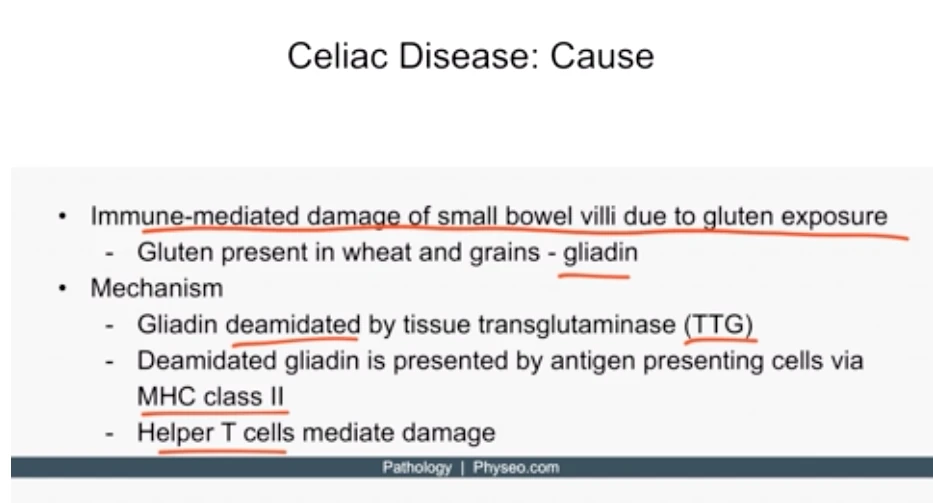 Celiac Disease: Cause
• Immune-mediated damage of small bowel villi due to gluten exposure
- Gluten present in wheat and grains - gliadin
• Mechanism
- Gliadin deamidated by tissue transglutaminase (TTG)
- Deamidated gliadin is presented by antigen presenting cells via
MHC class II
- Helper T cells mediate damage
Pathology | Physeo.com